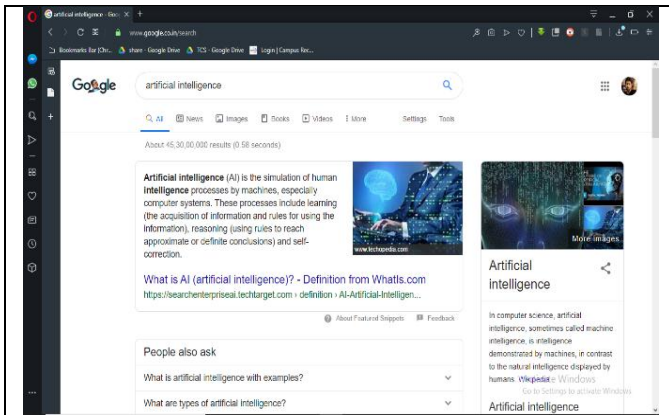 artificial intelligence - Goo
www.google.co.in/search
Bookmarks Bar (Chr...
share - Google Drive
TCS - Google Drive
Login | Campus Rec...
Google
artificial intelligence
All
News
Images
Books
Videos
More
Settings
Tools
About 45,30,00,000 results (0.58 seconds)
Artificial intelligence (AI) is the simulation of human
intelligence processes by machines, especially
computer systems. These processes include learning
(the acquisition of information and rules for using the
information), reasoning (using rules to reach
approximate or definite conclusions) and self-
correction.
www.techopedia.com
What is AI (artificial intelligence)? - Definition from WhatIs.com
https://searchenterpriseai.techtarget.com › definition › AI-Artificial-Intelligen...
About Featured Snippets
Feedback
People also ask
What is artificial intelligence with examples?
What are types of artificial intelligence?
More images
Artificial
intelligence
In computer science, artificial
intelligence, sometimes called machine
intelligence, is intelligence
demonstrated by machines, in contrast
to the natural intelligence displayed by
humans. Wikipedia
Windows
Go to Settings to activate Windows
Artificial intelligence